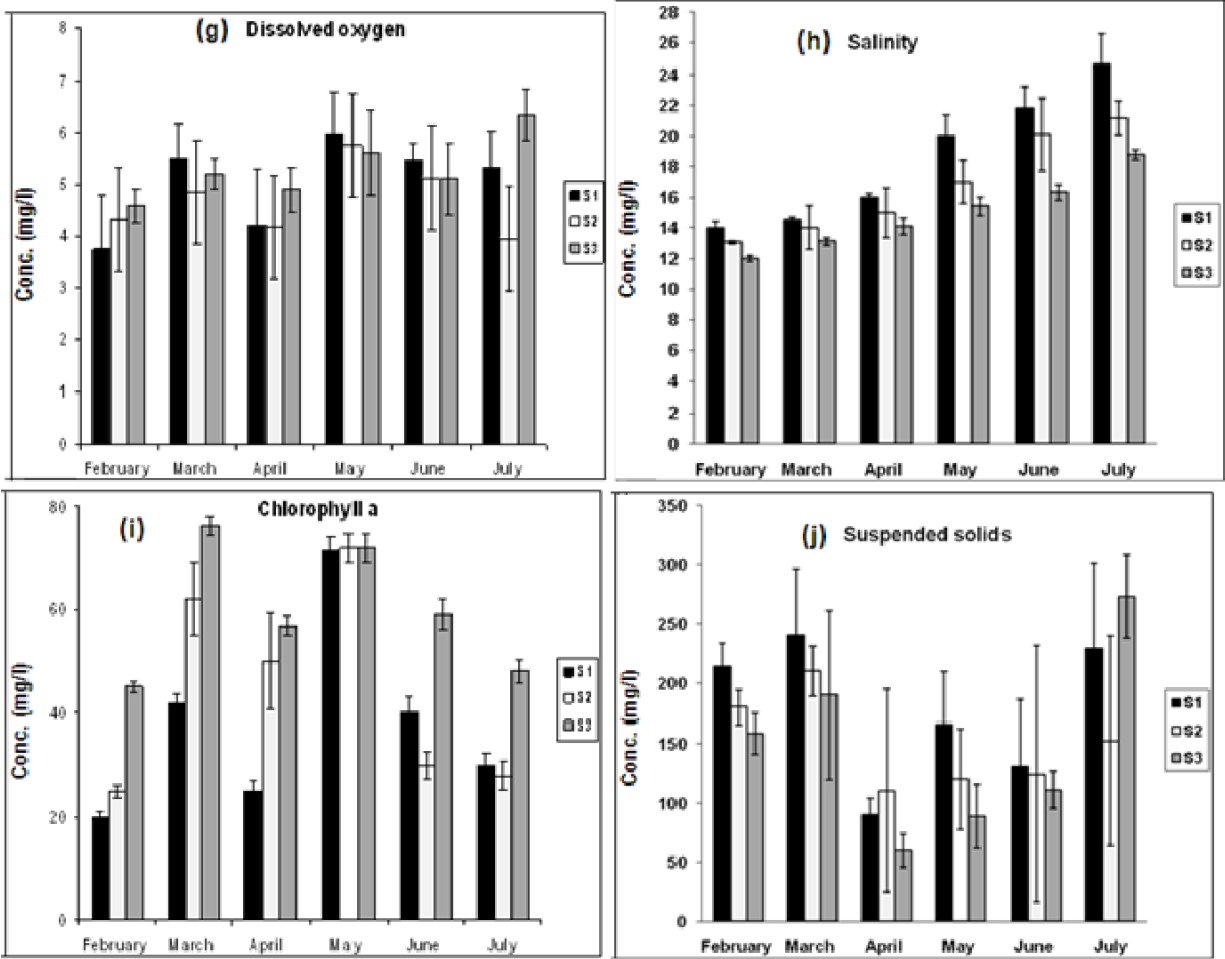 (g) Dissolved oxygen
Conc. (mg/l)
8
7
6
5
4
3
2
1
0
February March April May June July
S1
S2
S3
(h) Salinity
Conc. (mg/l)
28
26
24
22
20
18
16
14
12
10
8
6
4
2
0
February March April May June July
S1
S2
S3
(i) Chlorophyll a
Conc. (mg/l)
80
60
40
20
0
February March April May June July
S1
S2
S3
(j) Suspended solids
Conc. (mg/l)
350
300
250
200
150
100
50
0
February March April May June July
S1
S2
S3